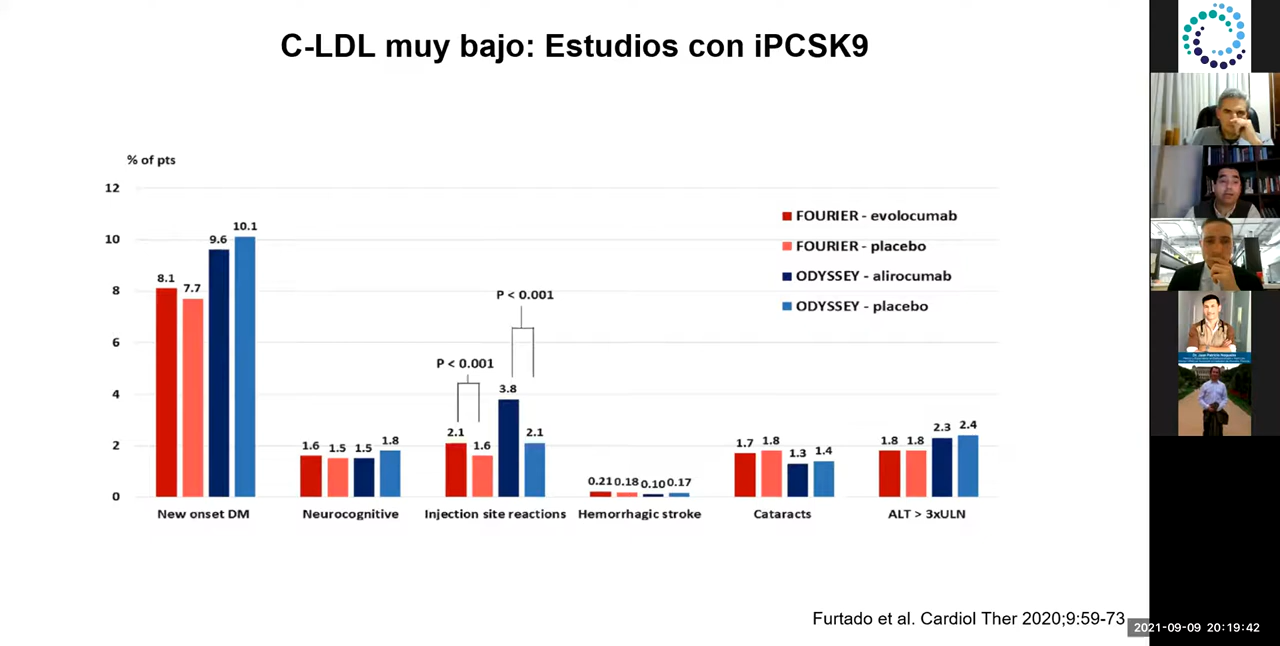 C-LDL muy bajo: Estudios con iPCSK9
% of pts
12
10
8
6
4
2
0
FOURIER - evolocumab
FOURIER - placebo
ODYSSEY - alirocumab
ODYSSEY - placebo
8.1 7.7 9.6 10.1
1.6 1.5 1.5 1.8
P < 0.001
P < 0.001
2.1 1.6 3.8 2.1
0.21 0.18 0.10 0.17
1.7 1.8 1.3 1.4
1.8 1.8 2.3 2.4
New onset DM Neurocognitive Injection site reactions Hemorrhagic stroke Cataracts ALT > 3xULN
Furtado et al. Cardiol Ther 2020;9:59-73
2021-09-09 20:19:42